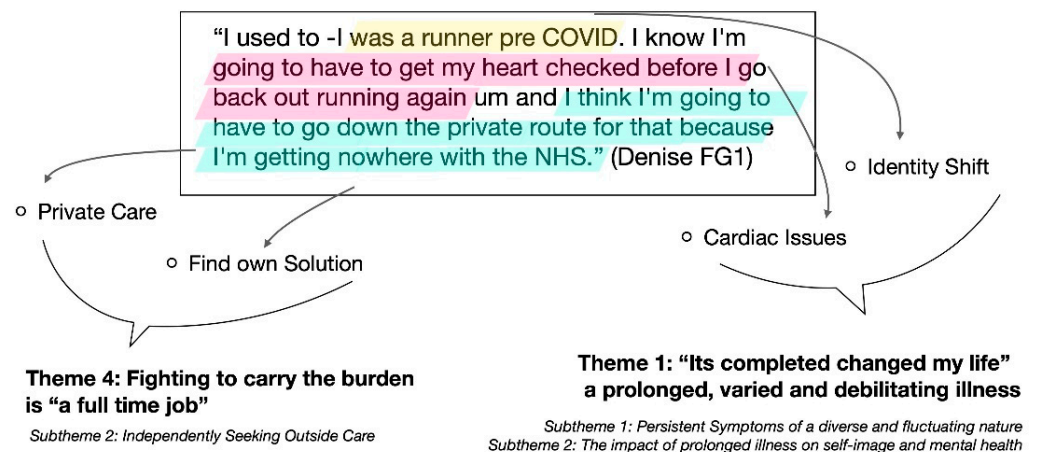 “I used to -I was a runner pre COVID. I know I'm
going to have to get my heart checked before I go
back out running again um and I think I'm going to
have to go down the private route for that because
I'm getting nowhere with the NHS.” (Denise FG1)
Identity Shift
Private Care
Cardiac Issues
Find own Solution
Theme 4: Fighting to carry the burden
is “a full time job”
Subtheme 2: Independently Seeking Outside Care
Theme 1: “Its completed changed my life”
a prolonged, varied and debilitating illness
Subtheme 1: Persistent Symptoms of a diverse and fluctuating nature
Subtheme 2: The impact of prolonged illness on self-image and mental health